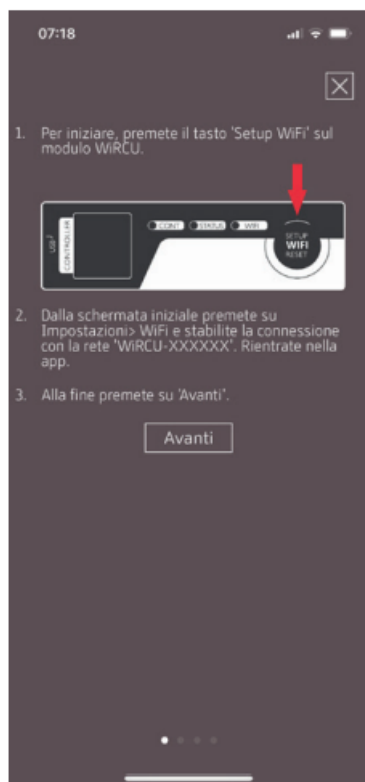 07:18
1. Per iniziare, premete il tasto 'Setup WiFi' sul
modulo WiRCU.
USB
CONTROLLER
CONT
STATUS
WIFI
SETUP
WIFI
RESET
2. Dalla schermata iniziale premete su
Impostazioni> WiFi e stabilite la connessione
con la rete 'WiRCU-XXXXXX'. Rientrate nella
app.
3. Alla fine premete su 'Avanti'.
Avanti